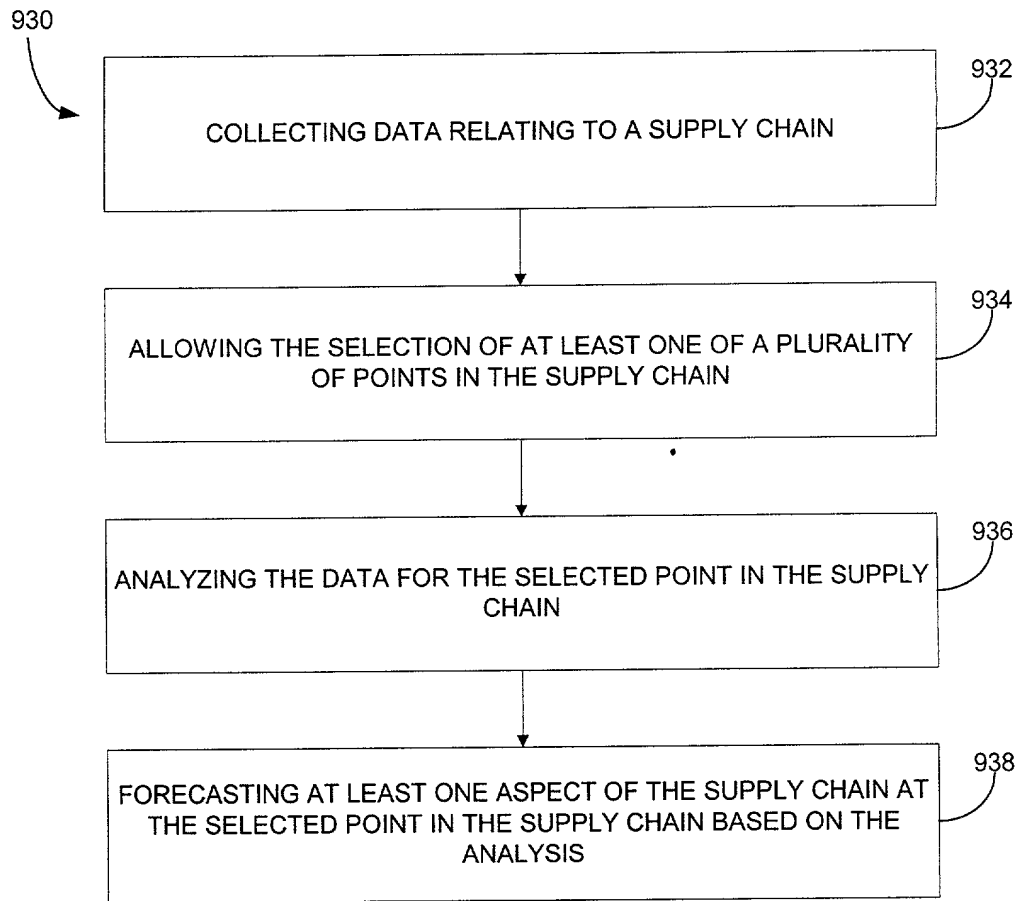 930
932
COLLECTING DATA RELATING TO A SUPPLY CHAIN
934
ALLOWING THE SELECTION OF AT LEAST ONE OF A PLURALITY
OF POINTS IN THE SUPPLY CHAIN
936
ANALYZING THE DATA FOR THE SELECTED POINT IN THE SUPPLY
CHAIN
938
FORECASTING AT LEAST ONE ASPECT OF THE SUPPLY CHAIN AT
THE SELECTED POINT IN THE SUPPLY CHAIN BASED ON THE
ANALYSIS